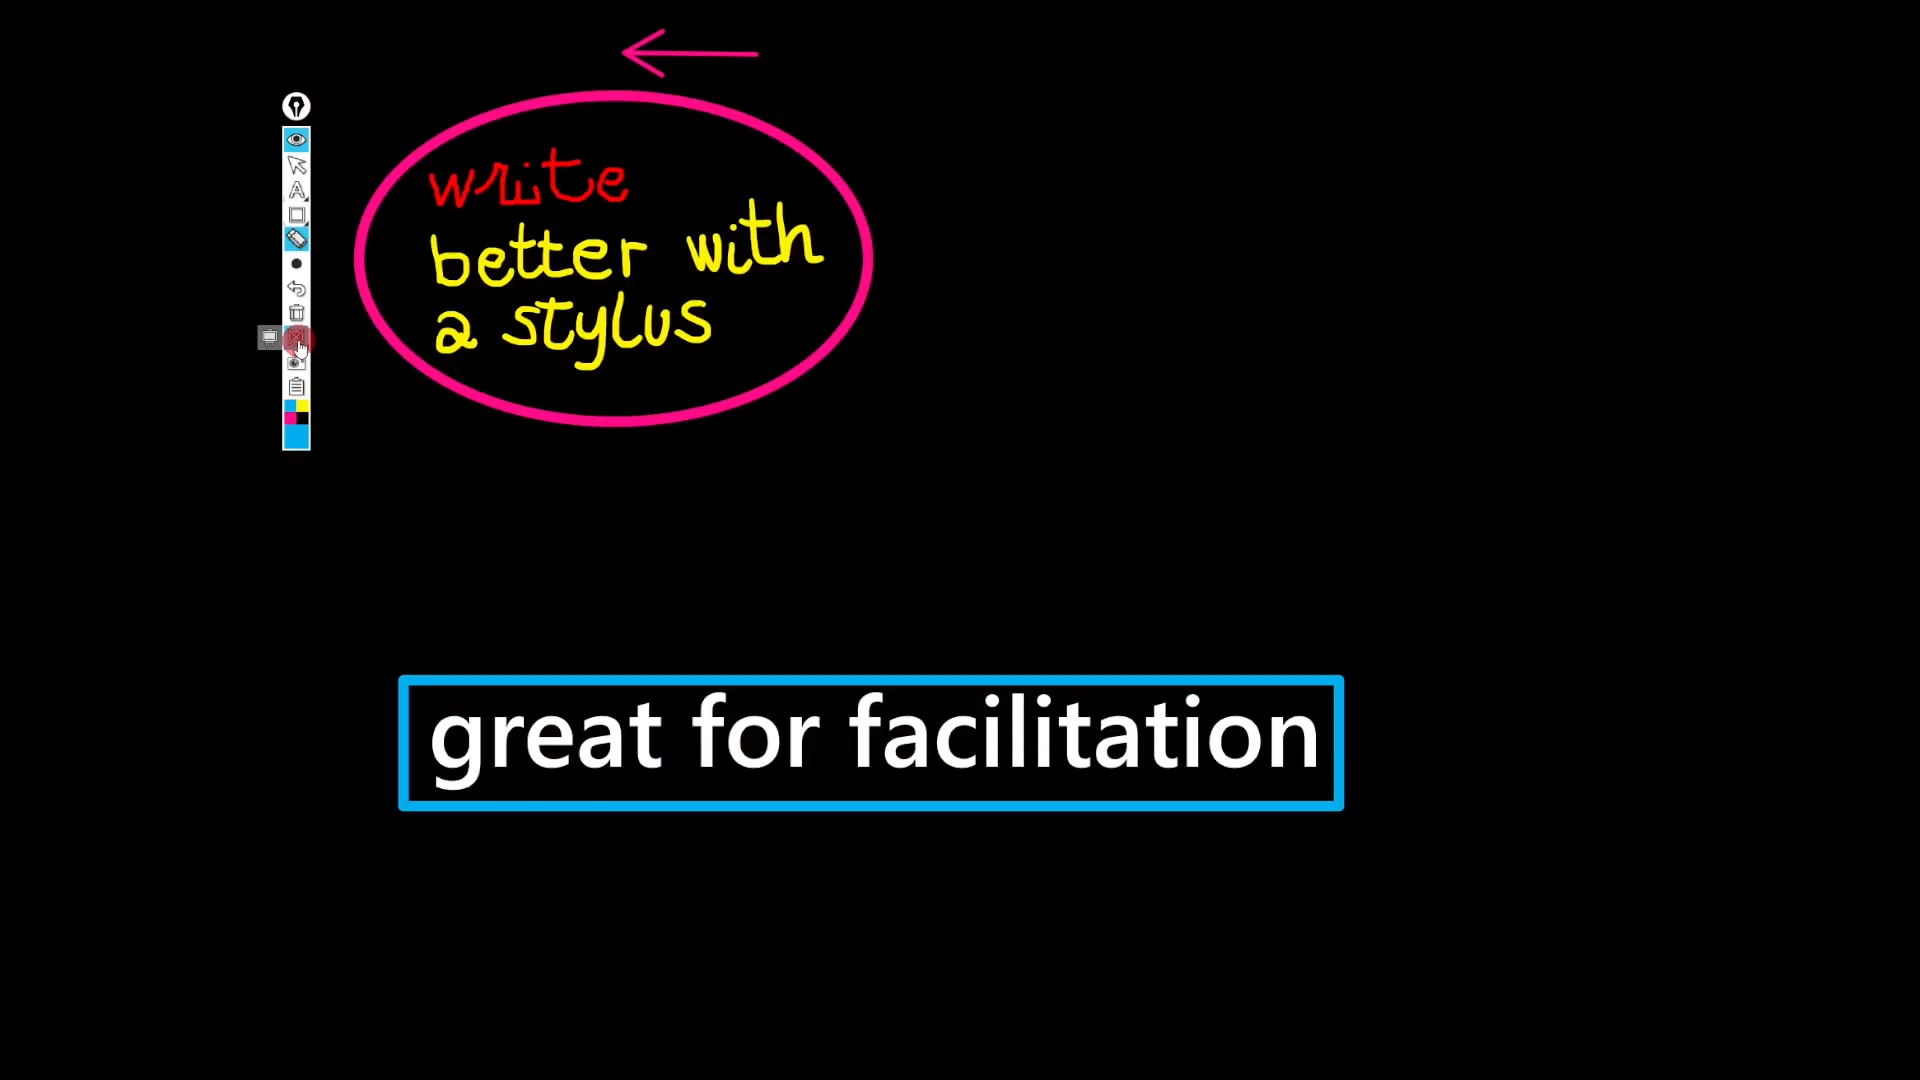 write
better with
a stylus
great for facilitation